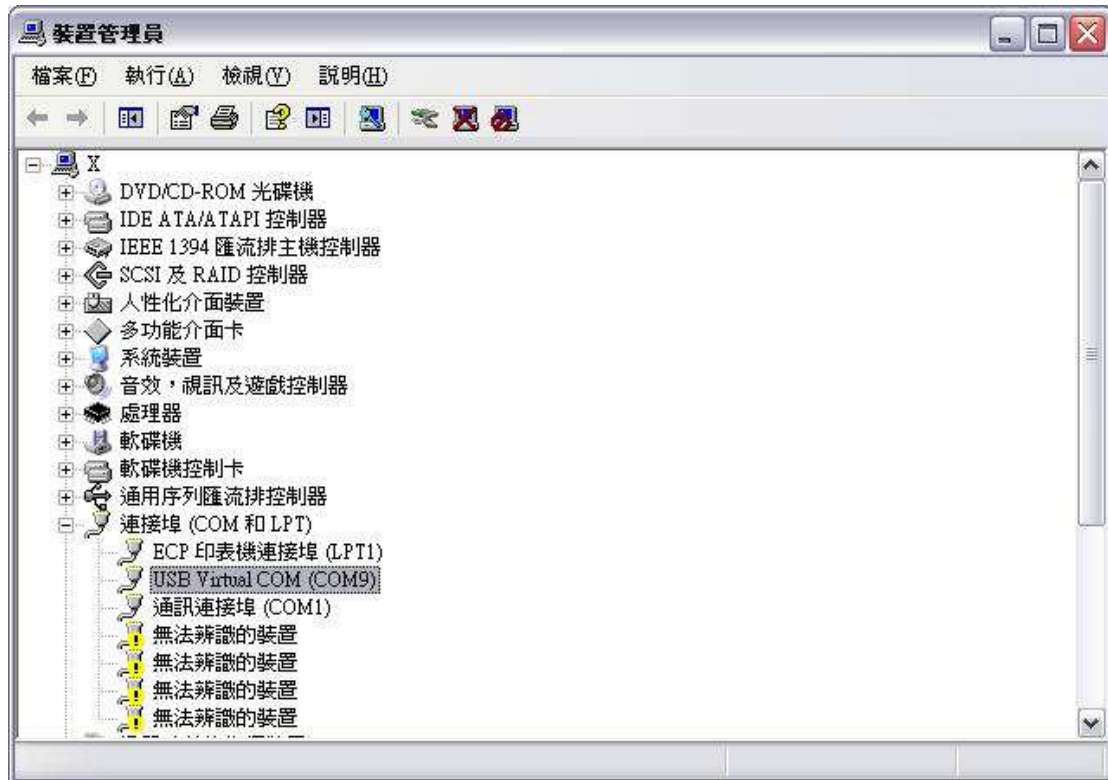 裝置管理員
檔案(F) 執行(A) 檢視(V) 說明(H)
X
DVD/CD-ROM 光碟機
IDE ATA/ATAPI 控制器
IEEE 1394 匯流排主機控制器
SCSI 及 RAID 控制器
人性化介面裝置
多功能介面卡
系統裝置
音效，視訊及遊戲控制器
處理器
軟碟機
軟碟機控制卡
通用序列匯流排控制器
連接埠 (COM 和 LPT)
ECP 印表機連接埠 (LPT1)
USB Virtual COM (COM9)
通訊連接埠 (COM1)
無法辨識的裝置
無法辨識的裝置
無法辨識的裝置
無法辨識的裝置